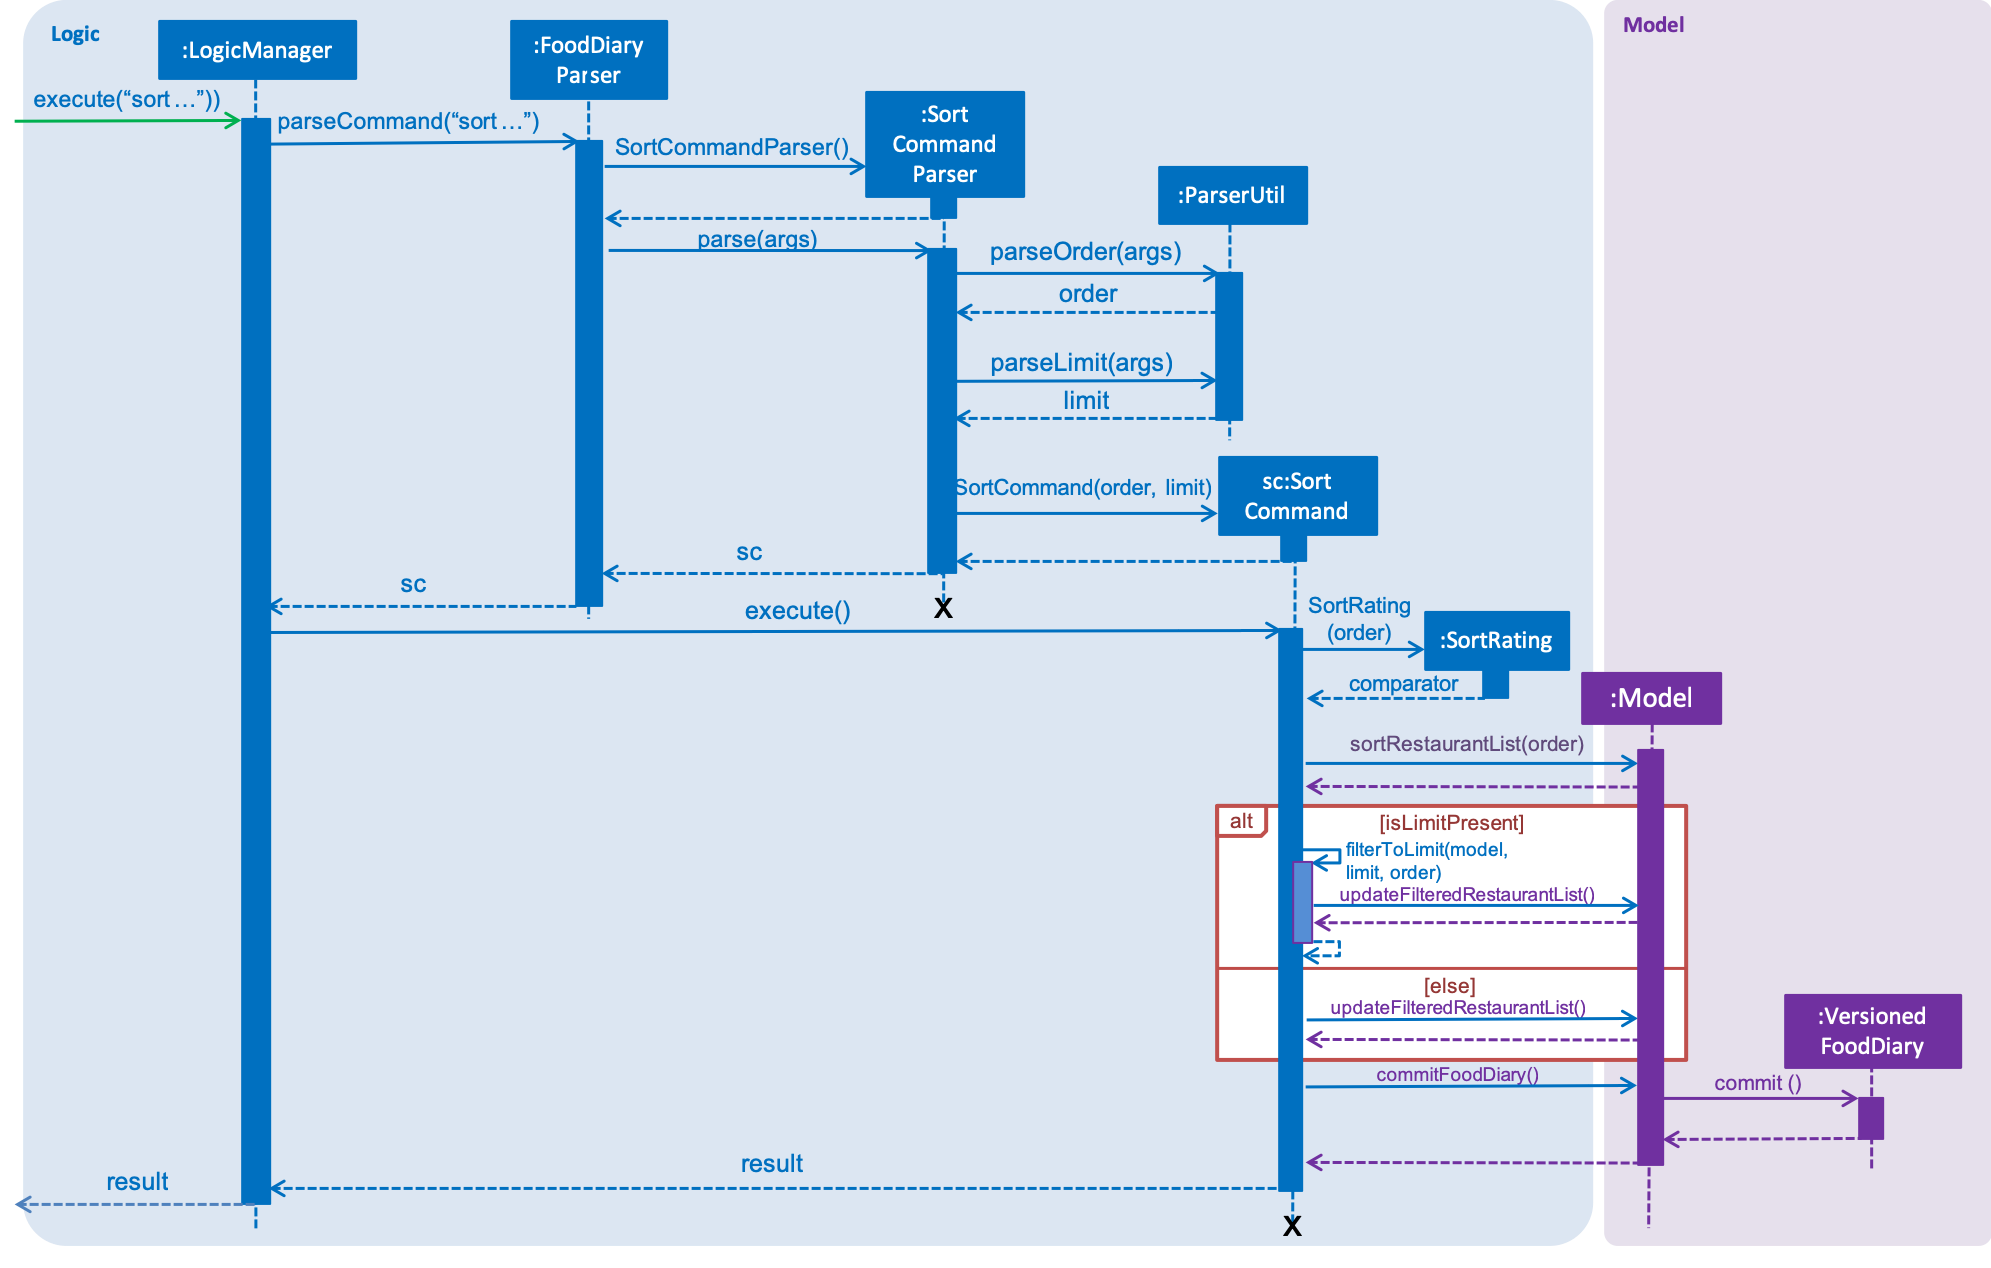 Logic
Model
:LogicManager
:FoodDiary
Parser
execute(“sort …”))
parseCommand(“sort …”)
:Sort
Command
Parser
SortCommandParser()
:ParserUtil
parse(args)
parseOrder(args)
order
parseLimit(args)
limit
SortCommand(order, limit)
sc:Sort
Command
sc
sc
execute()
X
SortRating
(order)
:SortRating
comparator
:Model
sortRestaurantList(order)
alt
[isLimitPresent]
filterToLimit(model,
limit, order)
updateFilteredRestaurantList()
[else]
updateFilteredRestaurantList()
:Versioned
FoodDiary
commitFoodDiary()
commit ()
result
result
X